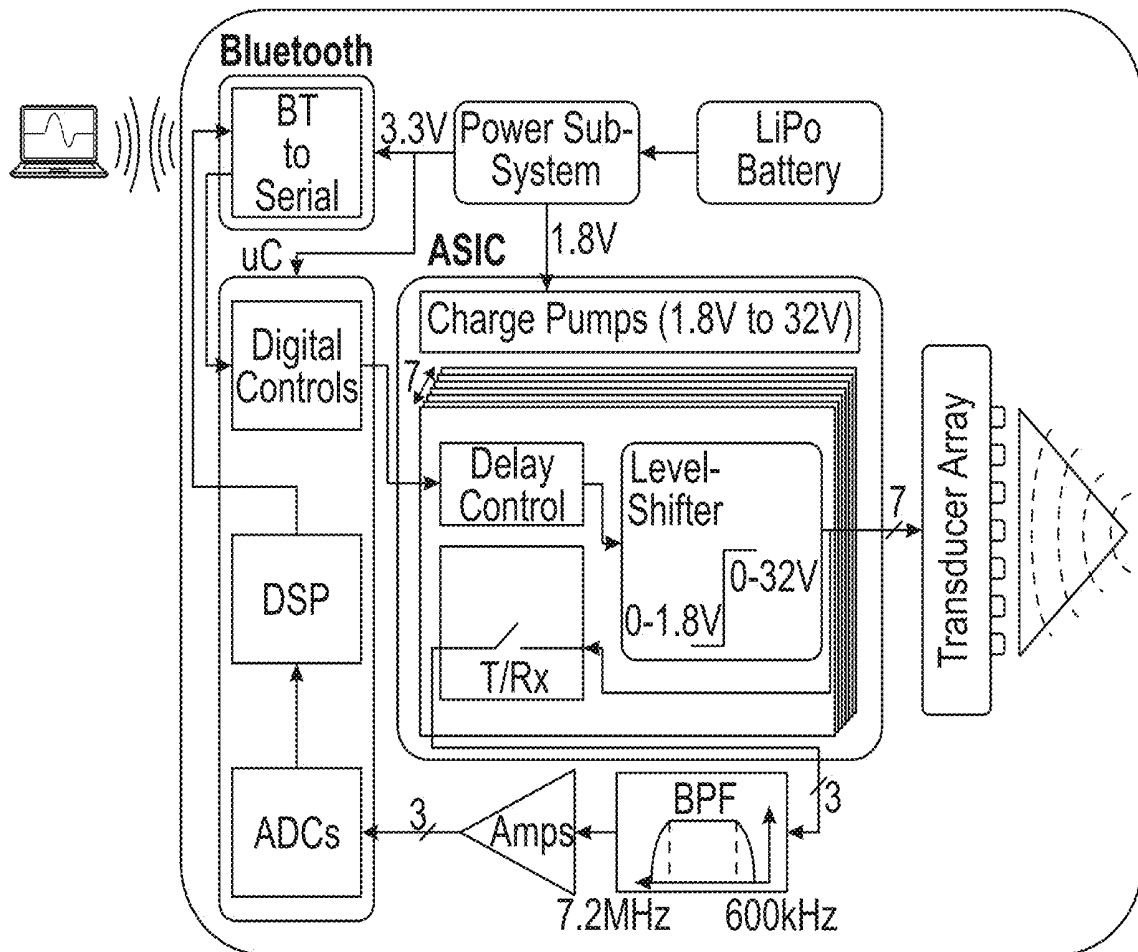 Bluetooth
BT
to
Serial
3.3V
Power Sub-
System
LiPo
Battery
1.8V
uC
ASIC
Charge Pumps (1.8V to 32V)
Digital
Controls
7
Delay
Control
Level-
Shifter
0-32V
0-1.8V
7
Transducer Array
DSP
T/Rx
ADCs
3
Amps
BPF
3
7.2MHz
600kHz